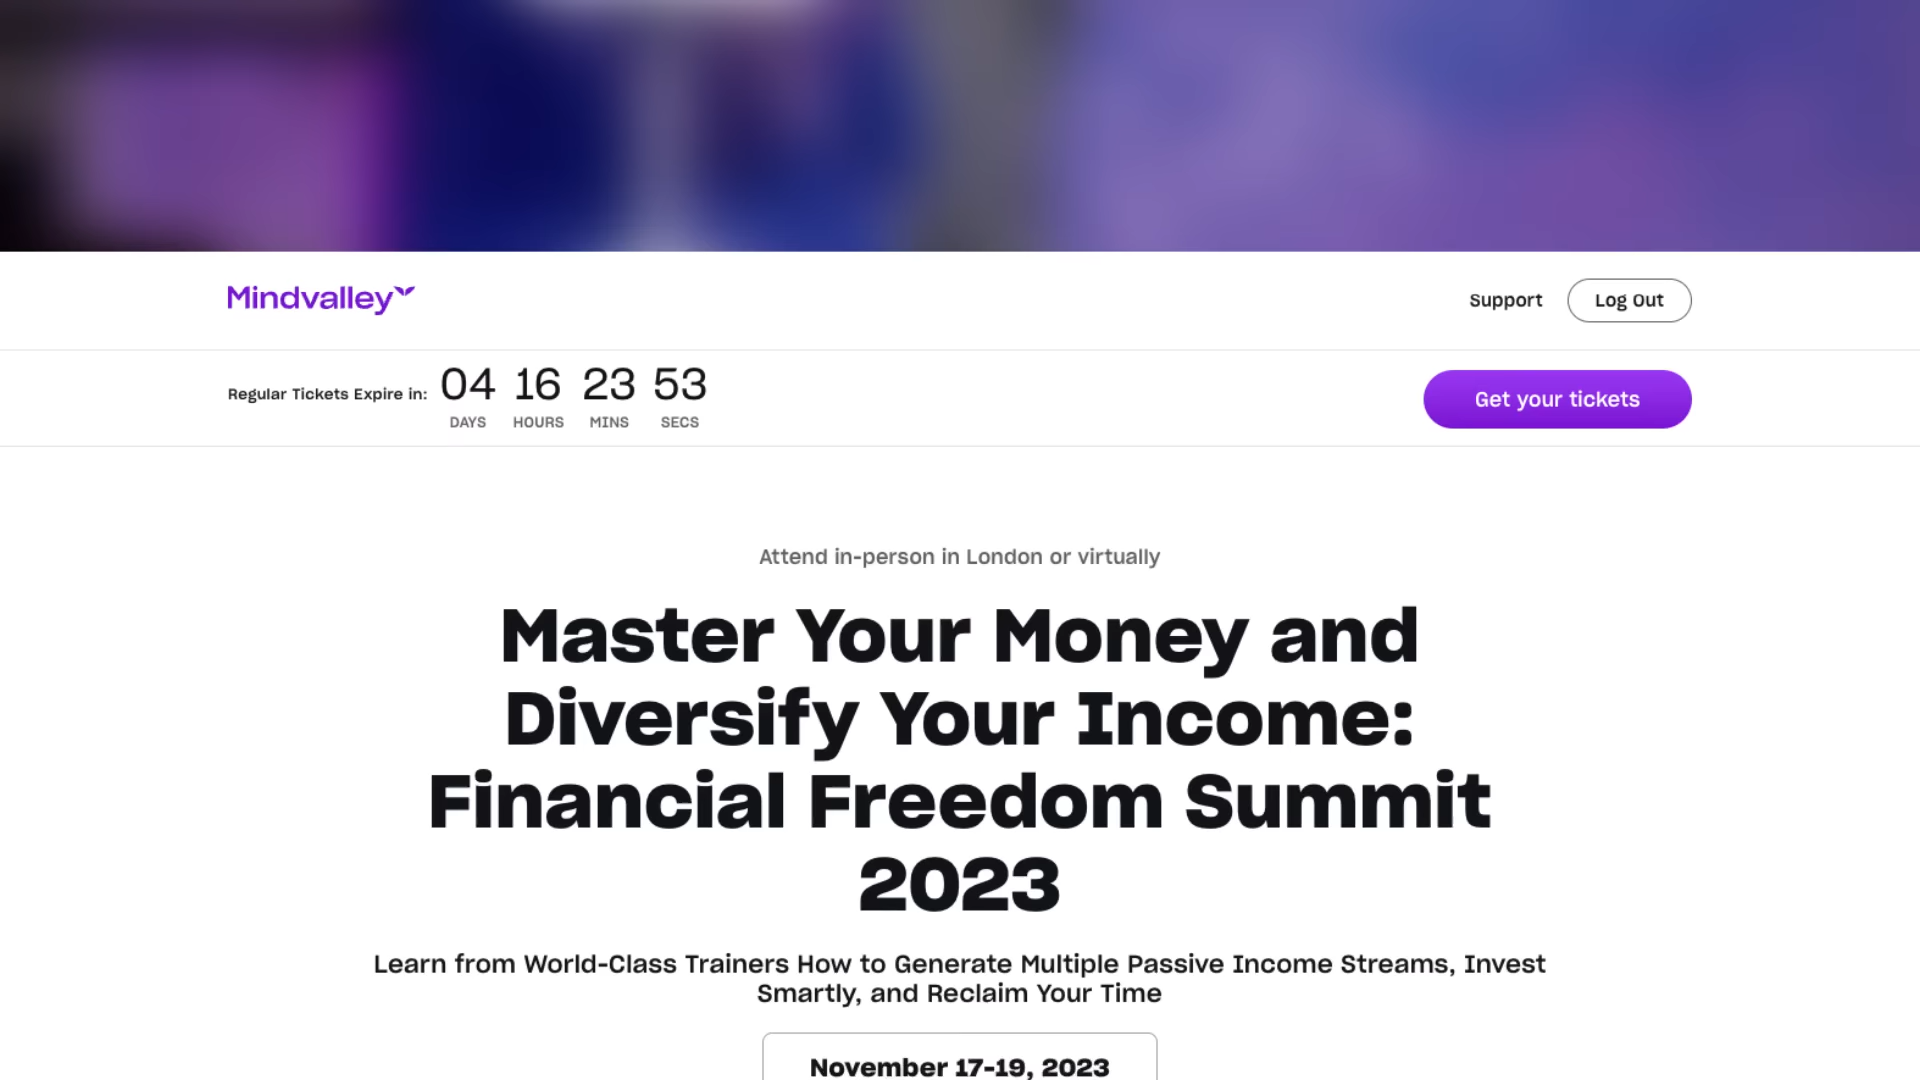 Mindvalley
Support
Log Out
Regular Tickets Expire in:
04 16 23 53
DAYS HOURS MINS SECS
Get your tickets
Attend in-person in London or virtually
Master Your Money and
Diversify Your Income:
Financial Freedom Summit
2023
Learn from World-Class Trainers How to Generate Multiple Passive Income Streams, Invest
Smartly, and Reclaim Your Time
November 17-19, 2023